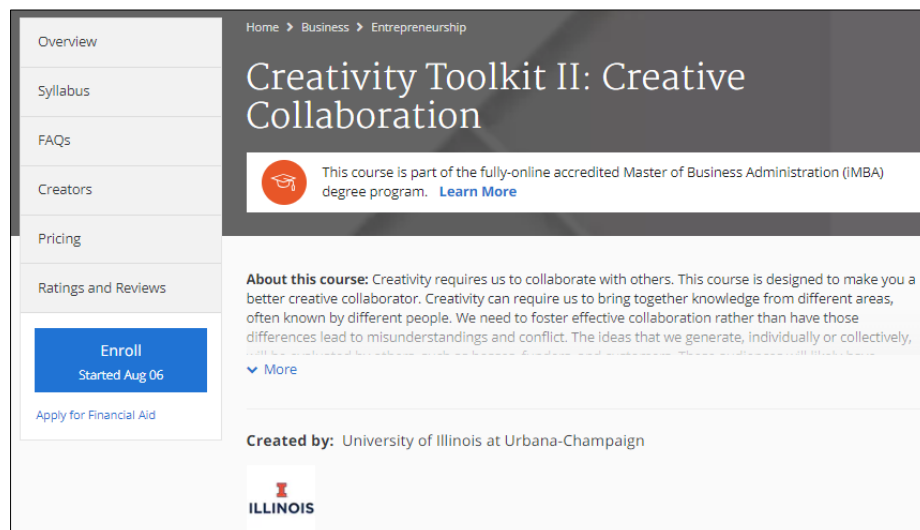 Overview
Syllabus
FAQs
Creators
Pricing
Ratings and Reviews
Enroll
Started Aug 06
Apply for Financial Aid
Home > Business > Entrepreneurship
Creativity Toolkit II: Creative
Collaboration
This course is part of the fully-online accredited Master of Business Administration (iMBA)
degree program. Learn More
About this course: Creativity requires us to collaborate with others. This course is designed to make you a
better creative collaborator. Creativity can require us to bring together knowledge from different areas,
often known by different people. We need to foster effective collaboration rather than have those
differences lead to misunderstandings and conflict. The ideas that we generate, individually or collectively,
More
Created by: University of Illinois at Urbana-Champaign
I
ILLINOIS